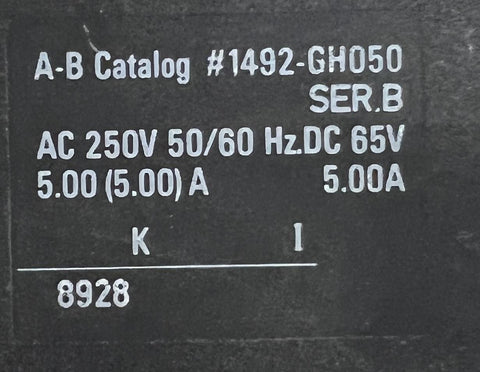 A-B Catalog #1492-GH050
SER.B
AC 250V 50/60 Hz.DC 65V
5.00 (5.00) A 5.00A
K I
8928